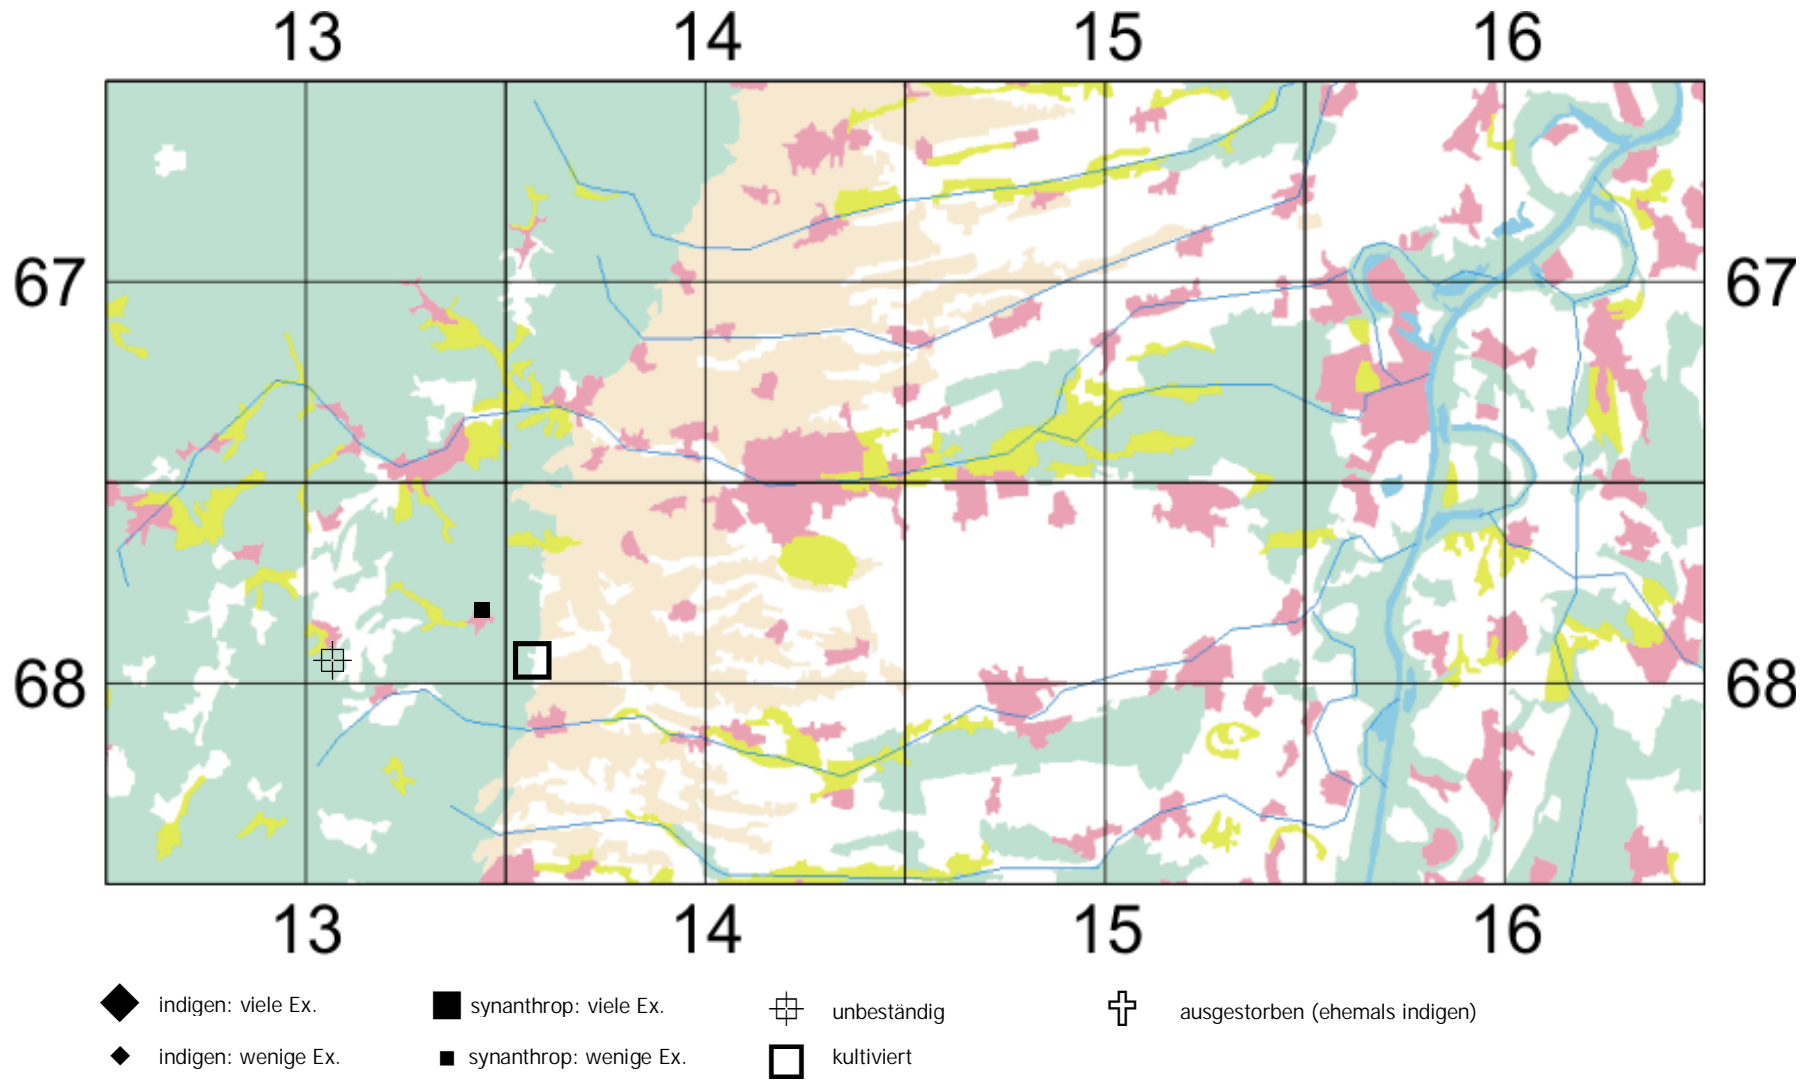 13 14 15 16
67 67
68 68
13 14 15 16
indigen: viele Ex. synanthrop: viele Ex. unbeständig ausgestorben (ehemals indigen)
indigen: wenige Ex. synanthrop: wenige Ex. kultiviert